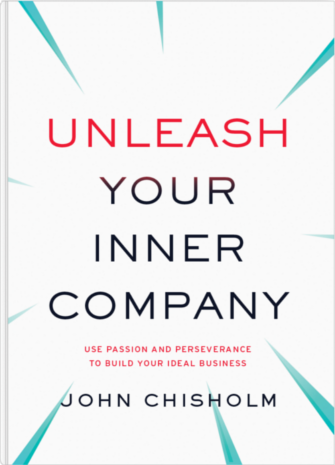 UNLEASH
YOUR
INNER
COMPANY
USE PASSION AND PERSEVERANCE
TO BUILD YOUR IDEAL BUSINESS
JOHN CHISHOLM